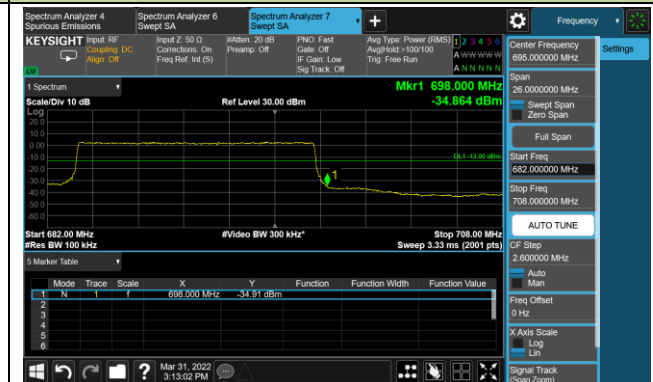 Spectrum Analyzer 4
Spurious Emissions
Spectrum Analyzer 6
Swept SA
Spectrum Analyzer 7
Swept SA
+
Frequency
KEYSIGHT
Input: RF
Coupling: DC
Align: Off
Input Z: 50 Ω
Corrections: On
Freq Ref: Int (S)
#Atten: 20 dB
Preamp: Off
PNO: Fast
Gate: Off
IF Gain: Low
Sig Track: Off
Avg Type: Power (RMS)
Avg|Hold:>100/100
Trig: Free Run
1 2 3 4 5 6
A W W W W W
A N N N N N
1 Spectrum
Scale/Div 10 dB
Ref Level 30.00 dBm
Mkr1 698.000 MHz
-34.864 dBm
Log
20.0
10.0
0.00
-10.0
-20.0
-30.0
-40.0
-50.0
-60.0
DL1 -13.00 dBm
1
Start 682.00 MHz
#Video BW 300 kHz*
Stop 708.00 MHz
#Res BW 100 kHz
Sweep 3.33 ms (2001 pts)
5 Marker Table
Mode Trace Scale X Y Function Function Width Function Value
1 N 1 f 698.000 MHz -34.91 dBm
2
3
4
5
6
Mar 31, 2022
3:13:02 PM
Center Frequency
695.000000 MHz
Settings
Span
26.0000000 MHz
Swept Span
Zero Span
Full Span
Start Freq
682.000000 MHz
Stop Freq
708.000000 MHz
AUTO TUNE
CF Step
2.600000 MHz
Auto
Man
Freq Offset
0 Hz
X Axis Scale
Log
Lin
Signal Track
(Span Zoom)